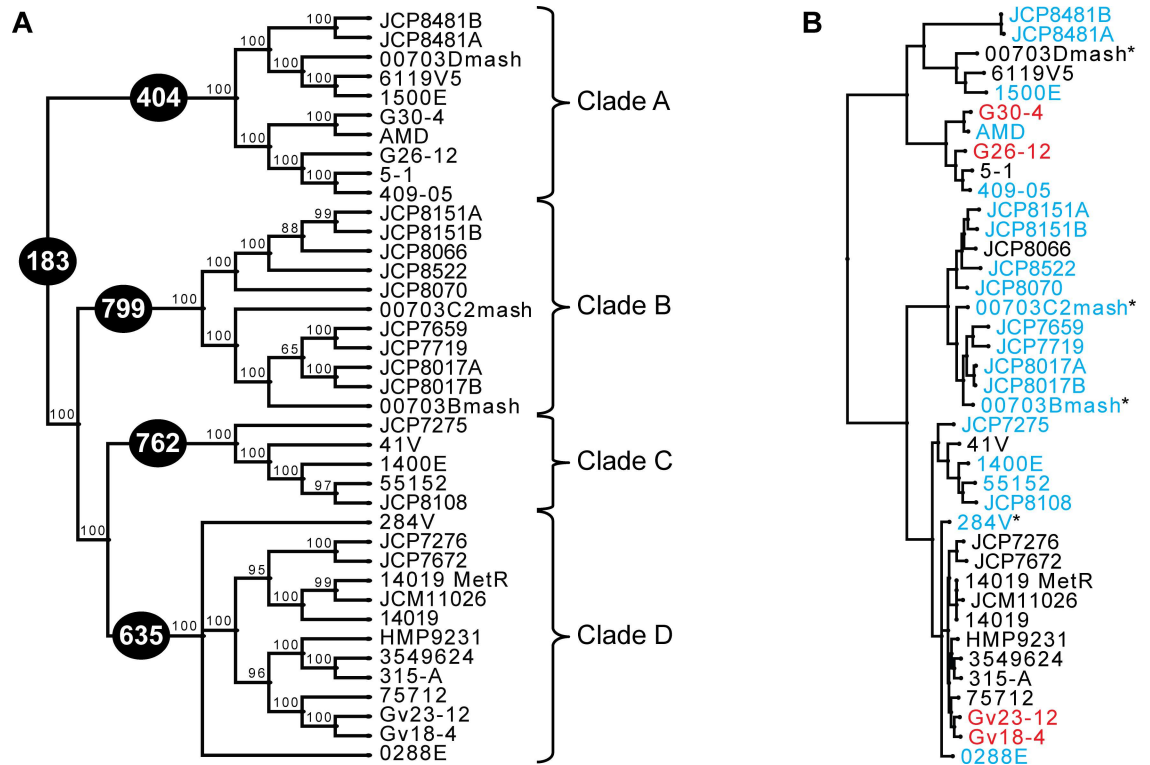 A
100
JCP8481B
JCP8481A
100
100
00703Dmash
100
6119V5
100
1500E
404
100
Clade A
100
G30-4
AMD
100
G26-12
100
5-1
100
409-05
99
JCP8151A
JCP8151B
88
JCP8066
100
JCP8522
100
JCP8070
183
799
100
00703C2mash
Clade B
100
100
JCP7659
JCP7719
65
100
JCP8017A
JCP8017B
100
00703Bmash
100
762
100
JCP7275
41V
100
1400E
Clade C
100
55152
97
JCP8108
100
284V
100
JCP7276
JCP7672
95
99
14019 MetR
JCM11026
100
14019
635
100
100
Clade D
HMP9231
100
3549624
100
315-A
96
75712
100
Gv23-12
100
Gv18-4
0288E
B
JCP8481B
JCP8481A
00703Dmash*
6119V5
1500E
G30-4
AMD
G26-12
5-1
409-05
JCP8151A
JCP8151B
JCP8066
JCP8522
JCP8070
00703C2mash*
JCP7659
JCP7719
JCP8017A
JCP8017B
00703Bmash*
JCP7275
41V
1400E
55152
JCP8108
284V*
JCP7276
JCP7672
14019 MetR
JCM11026
14019
HMP9231
3549624
315-A
75712
Gv23-12
Gv18-4
0288E